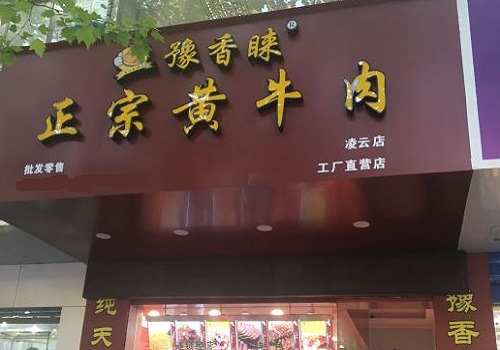 豫香睐
正宗黄牛肉
凌云店
批发零售
工厂直营店
纯天
豫香